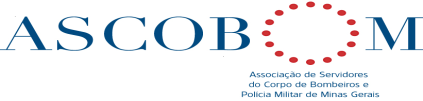 ASCOBOM
Associação de Servidores
do Corpo de Bombeiros e
Polícia Militar de Minas Gerais